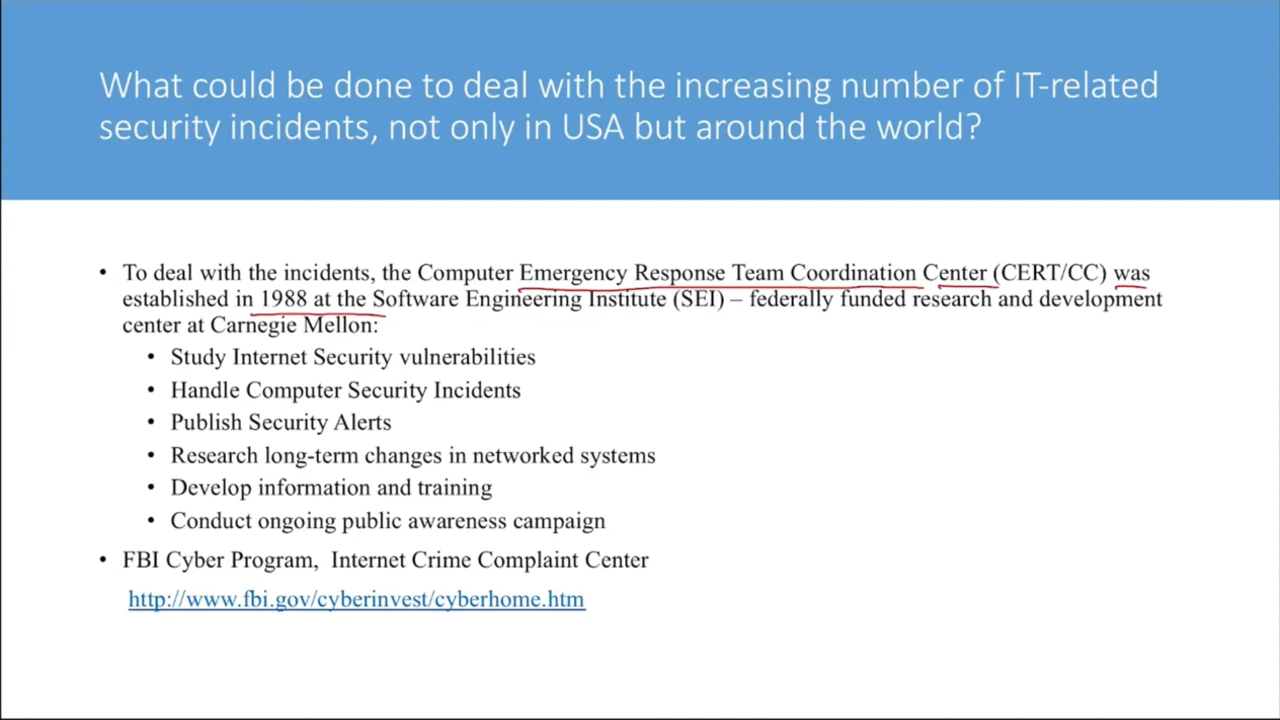 What could be done to deal with the increasing number of IT-related
security incidents, not only in USA but around the world?
• To deal with the incidents, the Computer Emergency Response Team Coordination Center (CERT/CC) was
established in 1988 at the Software Engineering Institute (SEI) – federally funded research and development
center at Carnegie Mellon:
• Study Internet Security vulnerabilities
• Handle Computer Security Incidents
• Publish Security Alerts
• Research long-term changes in networked systems
• Develop information and training
• Conduct ongoing public awareness campaign
• FBI Cyber Program, Internet Crime Complaint Center
http://www.fbi.gov/cyberinvest/cyberhome.htm